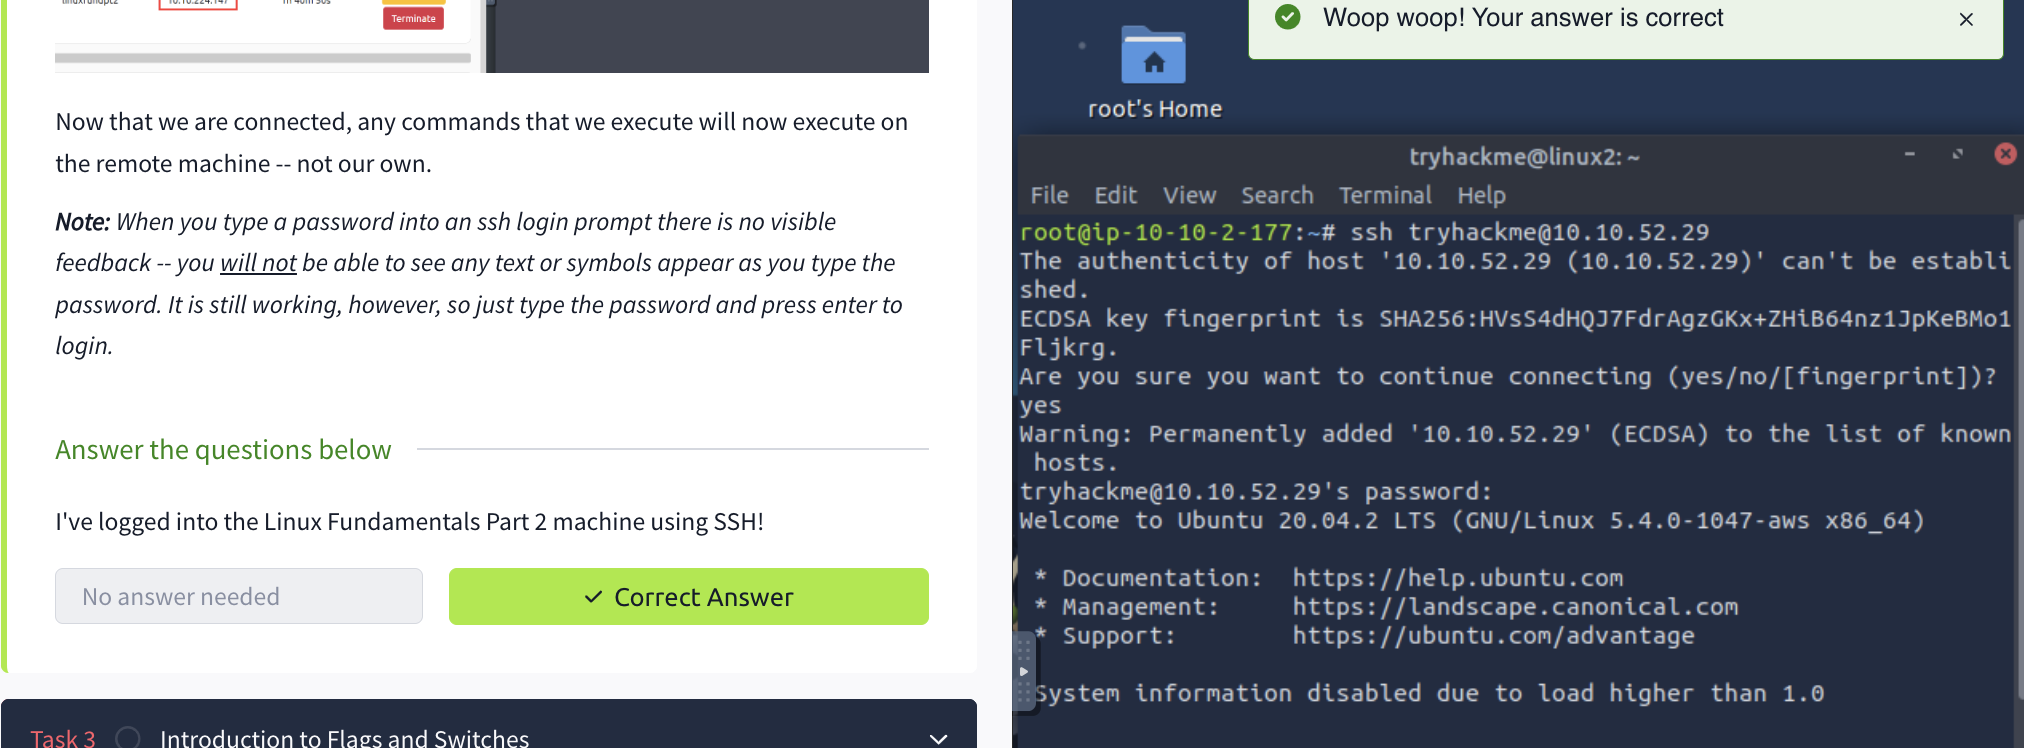 linuxfundpt2 10.10.224.147 1h 40m 50s
Terminate
Now that we are connected, any commands that we execute will now execute on
the remote machine -- not our own.
Note: When you type a password into an ssh login prompt there is no visible
feedback -- you will not be able to see any text or symbols appear as you type the
password. It is still working, however, so just type the password and press enter to
login.
Answer the questions below
I've logged into the Linux Fundamentals Part 2 machine using SSH!
No answer needed
Correct Answer
Task 3 Introduction to Flags and Switches
Woop woop! Your answer is correct
root's Home
tryhackme@linux2: ~
File Edit View Search Terminal Help
root@ip-10-10-2-177:~# ssh tryhackme@10.10.52.29
The authenticity of host '10.10.52.29 (10.10.52.29)' can't be establi
shed.
ECDSA key fingerprint is SHA256:HVsS4dHQJ7FdrAgzGKx+ZHiB64nz1JpKeBMo1
Fljkrg.
Are you sure you want to continue connecting (yes/no/[fingerprint])?
yes
Warning: Permanently added '10.10.52.29' (ECDSA) to the list of known
hosts.
tryhackme@10.10.52.29's password:
Welcome to Ubuntu 20.04.2 LTS (GNU/Linux 5.4.0-1047-aws x86_64)
* Documentation: https://help.ubuntu.com
* Management: https://landscape.canonical.com
* Support: https://ubuntu.com/advantage
System information disabled due to load higher than 1.0